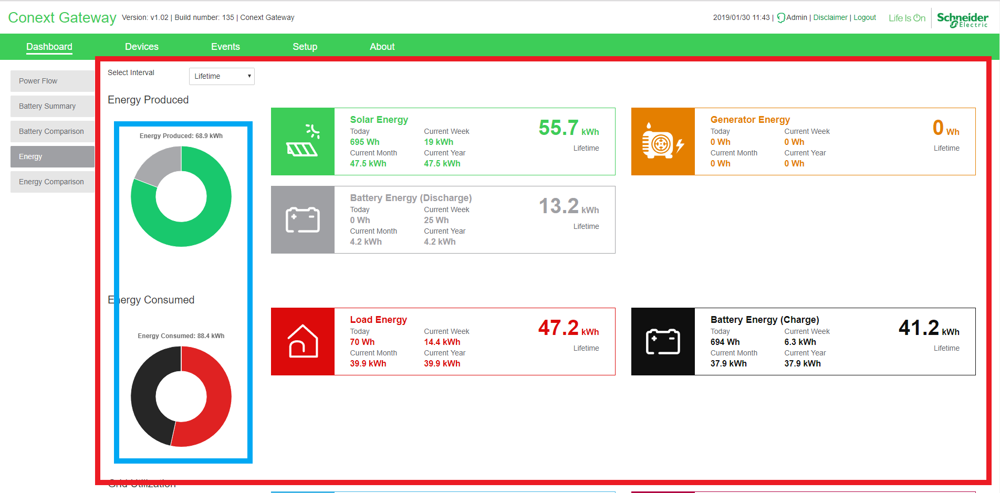 Conext Gateway Version: v1.02 | Build number: 135 | Conext Gateway
2019/01/30 11:43 | Admin | Disclaimer | Logout
Life Is On
Schneider
Electric
Dashboard Devices Events Setup About
Power Flow
Battery Summary
Battery Comparison
Energy
Energy Comparison
Select Interval Lifetime
Energy Produced
Energy Produced: 68.9 kWh
Solar Energy
Today Current Week
695 Wh 19 kWh
Current Month Current Year
47.5 kWh 47.5 kWh
55.7 kWh
Lifetime
Generator Energy
Today Current Week
0 Wh 0 Wh
Current Month Current Year
0 Wh 0 Wh
0 Wh
Lifetime
Battery Energy (Discharge)
Today Current Week
0 Wh 25 Wh
Current Month Current Year
4.2 kWh 4.2 kWh
13.2 kWh
Lifetime
Energy Consumed
Energy Consumed: 88.4 kWh
Load Energy
Today Current Week
70 Wh 14.4 kWh
Current Month Current Year
39.9 kWh 39.9 kWh
47.2 kWh
Lifetime
Battery Energy (Charge)
Today Current Week
694 Wh 6.3 kWh
Current Month Current Year
37.9 kWh 37.9 kWh
41.2 kWh
Lifetime
Grid Utilization